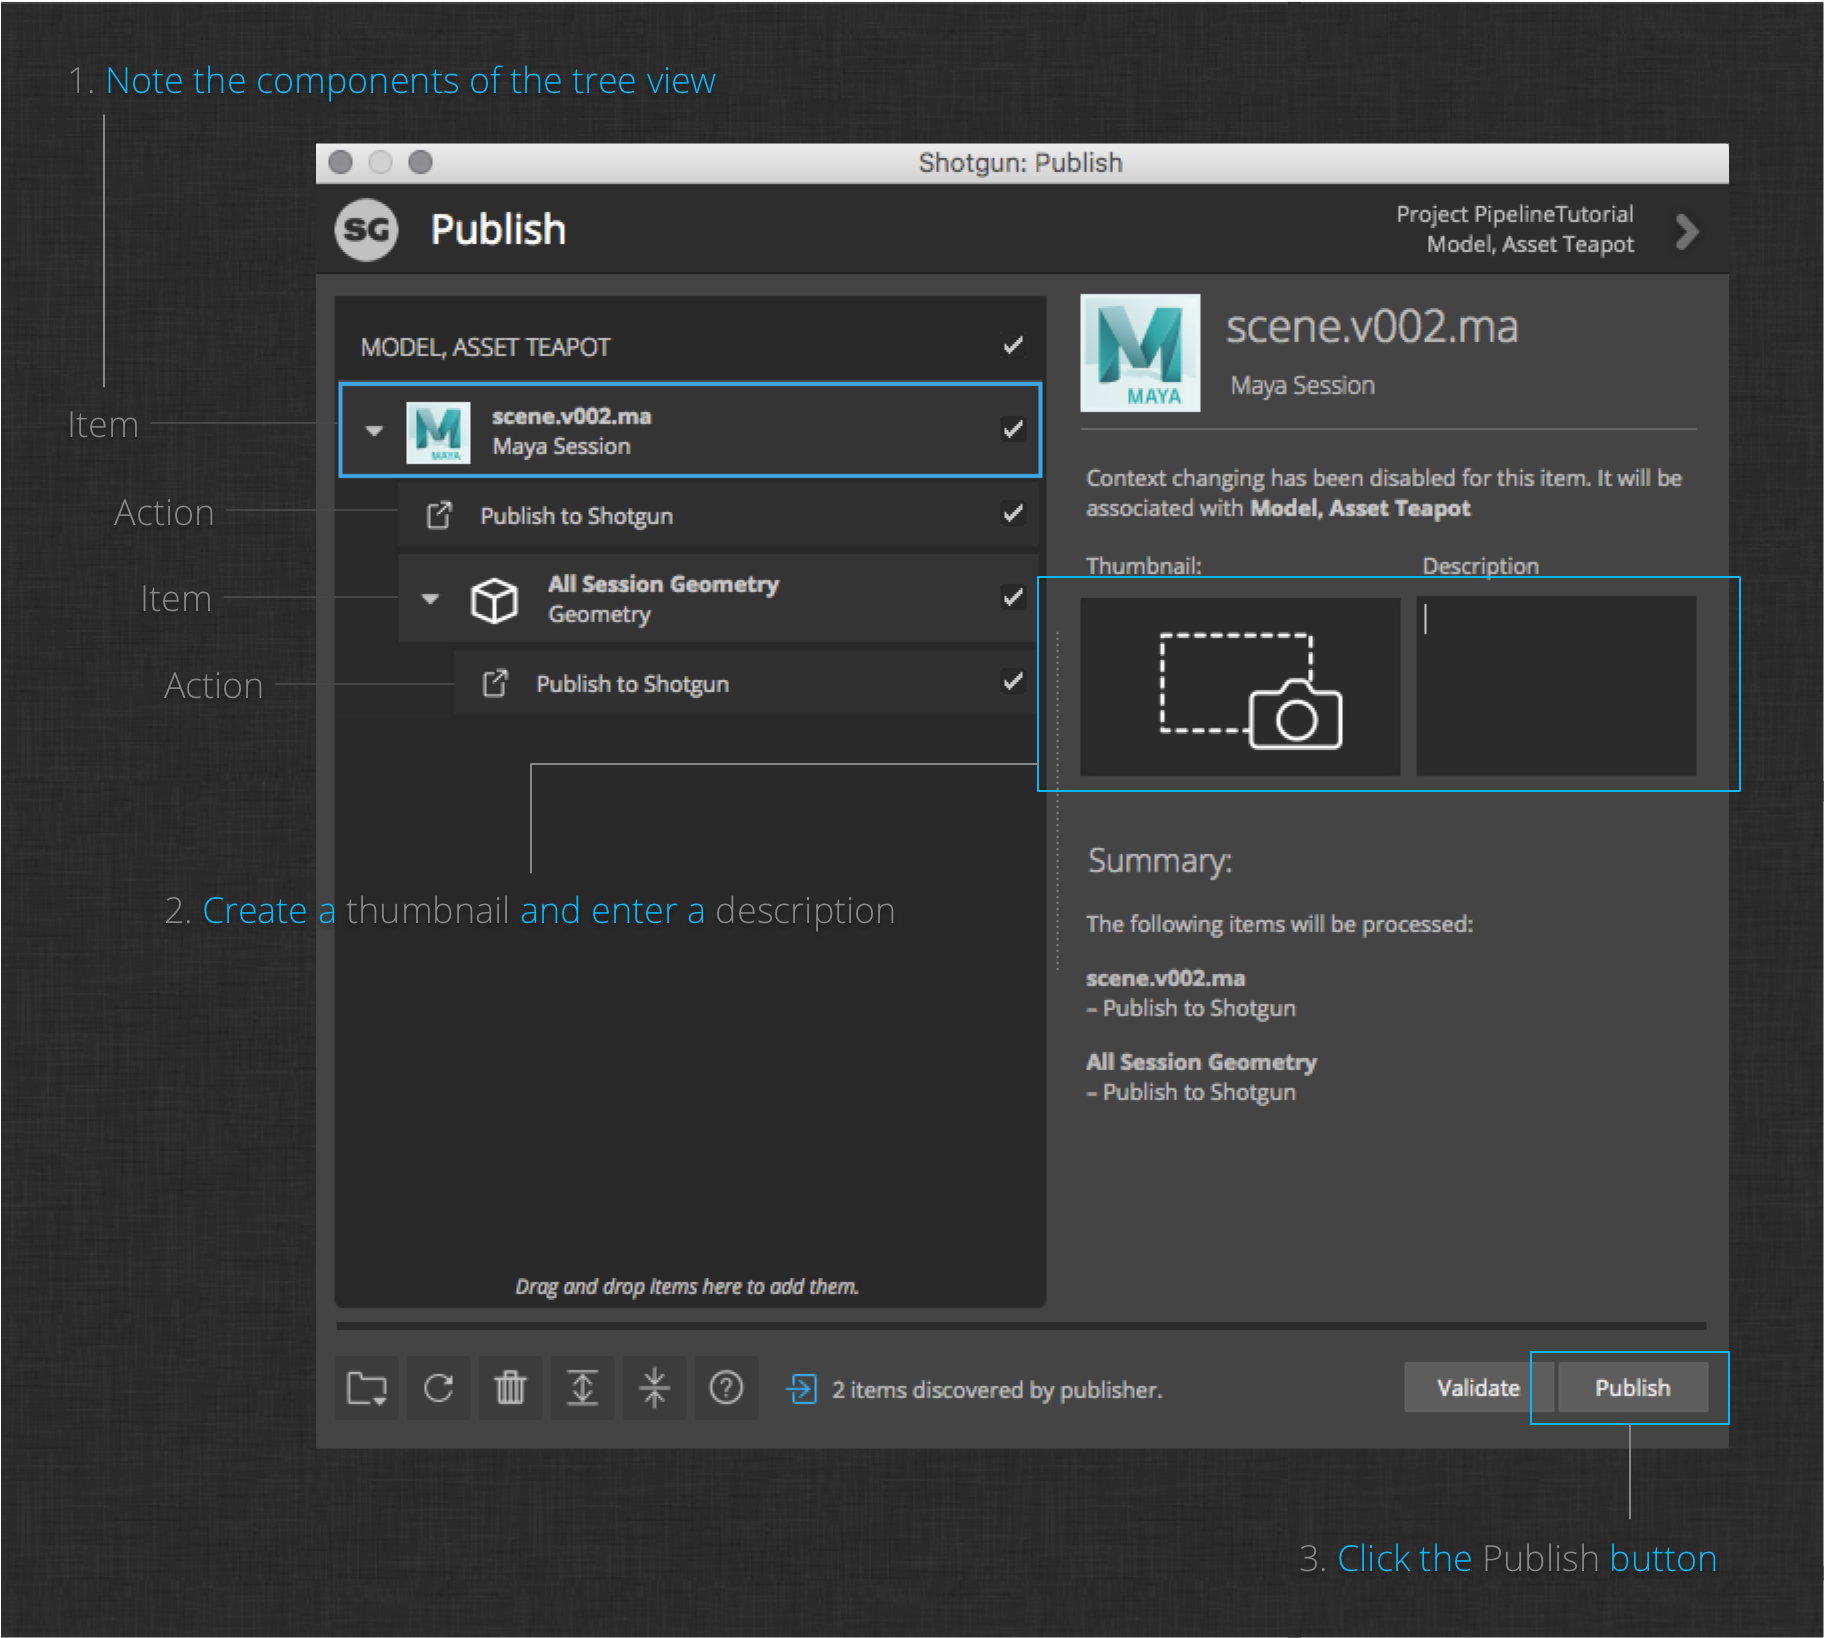 1. Note the components of the tree view
Shotgun: Publish
SG
Publish
Project PipelineTutorial
Model, Asset Teapot
MODEL, ASSET TEAPOT
Item
MAYA
scene.v002.ma
Maya Session
Action
Publish to Shotgun
Item
All Session Geometry
Geometry
Action
Publish to Shotgun
2. Create a thumbnail and enter a description
Drag and drop items here to add them.
MAYA
scene.v002.ma
Maya Session
Context changing has been disabled for this item. It will be
associated with Model, Asset Teapot
Thumbnail:
Description
Summary:
The following items will be processed:
scene.v002.ma
– Publish to Shotgun
All Session Geometry
– Publish to Shotgun
?
2 items discovered by publisher.
Validate
Publish
3. Click the Publish button